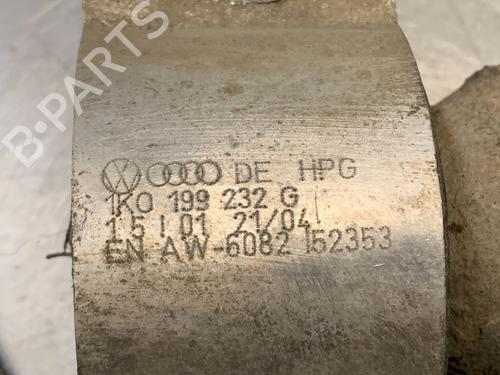 B-PARTS
DE HPG
1K0 199 232 G
15 I 01 21/04 I
EN AW-6082 152353